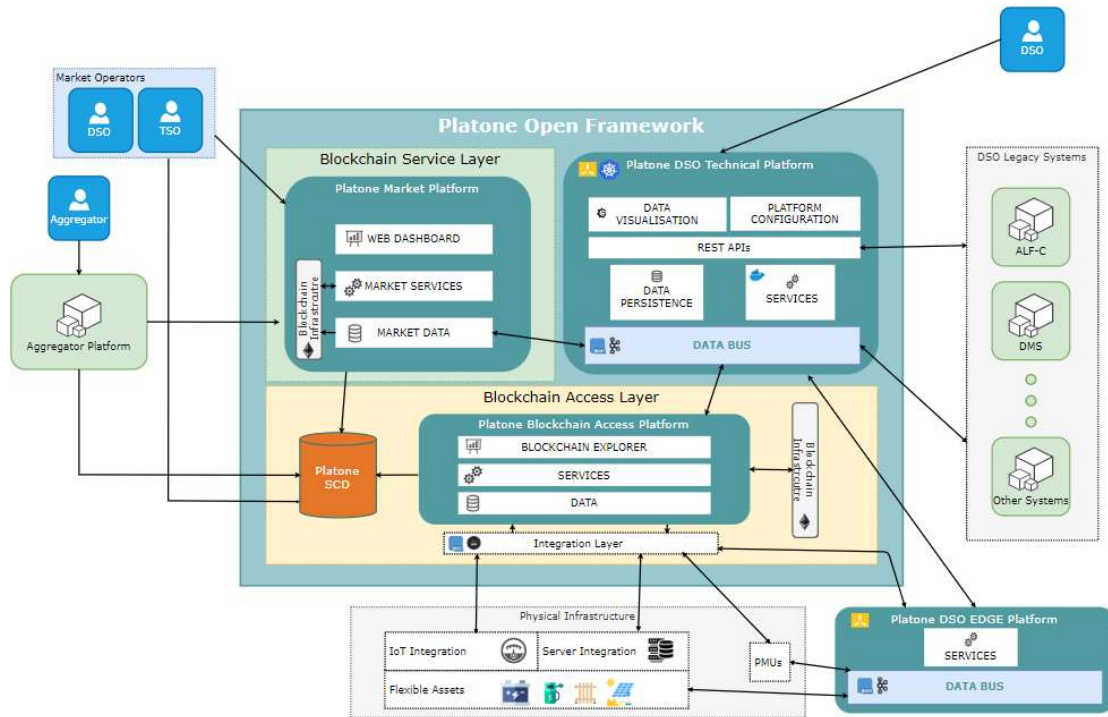 DSO
Market Operators
DSO
TSO
Platone Open Framework
Blockchain Service Layer
Platone Market Platform
WEB DASHBOARD
MARKET SERVICES
MARKET DATA
Blockchain
Infrastrcutre
Platone DSO Technical Platform
DATA
VISUALISATION
PLATFORM
CONFIGURATION
REST APIs
DATA
PERSISTENCE
SERVICES
DATA BUS
DSO Legacy Systems
ALF-C
DMS
Other Systems
Aggregator
Aggregator Platform
Blockchain Access Layer
Platone Blockchain Access Platform
BLOCKCHAIN EXPLORER
SERVICES
DATA
Platone
SCD
Blockchain
Infrastrcutre
Integration Layer
Physical Infrastructure
IoT Integration
Server Integration
Flexible Assets
PMUs
Platone DSO EDGE Platform
SERVICES
DATA BUS